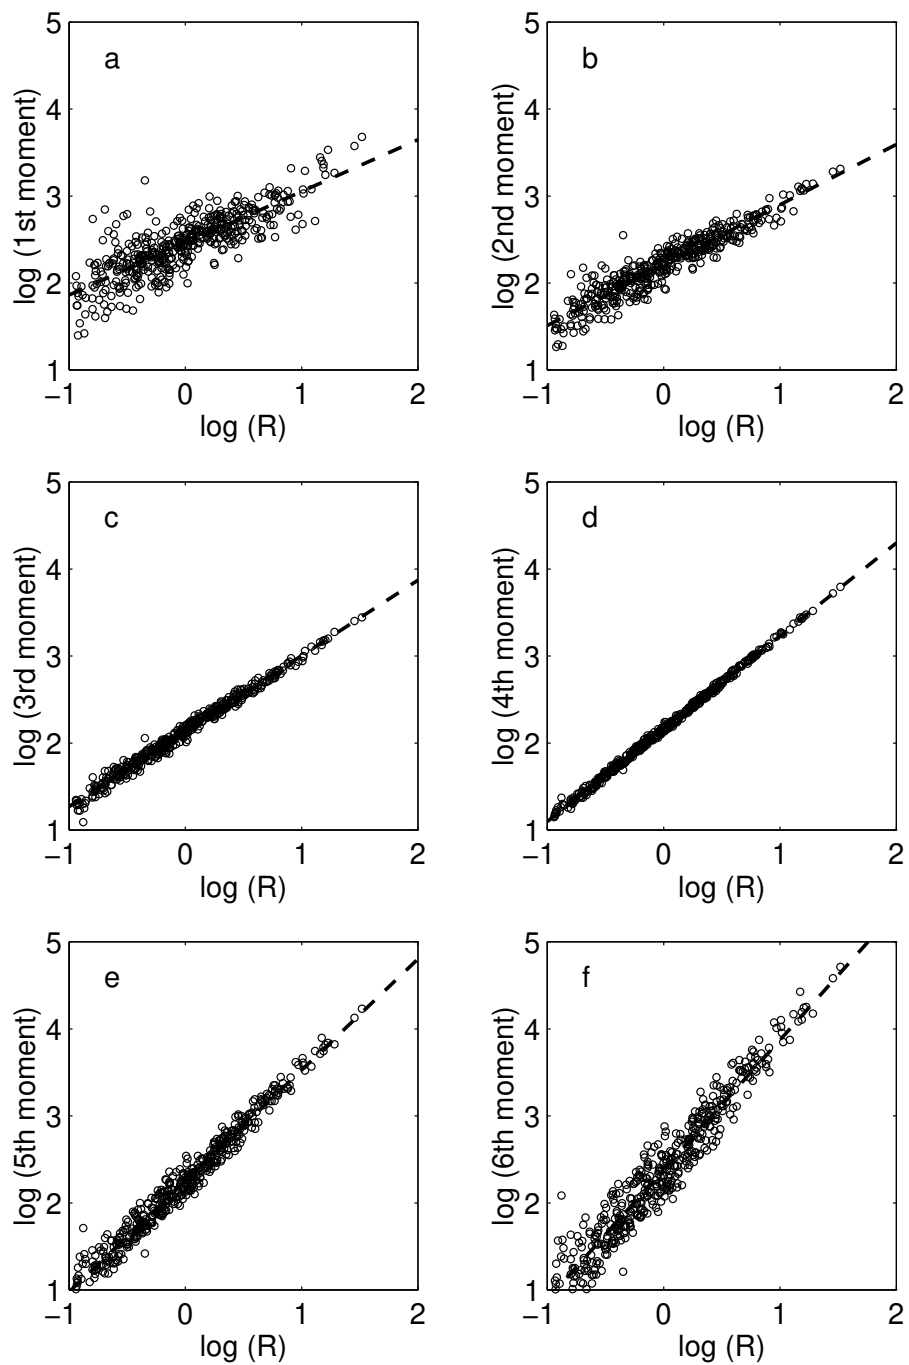 5
4
3
2
1
a
log (1st moment)
−1 0 1 2
log (R)
5
4
3
2
1
b
log (2nd moment)
−1 0 1 2
log (R)
5
4
3
2
1
c
log (3rd moment)
−1 0 1 2
log (R)
5
4
3
2
1
d
log (4th moment)
−1 0 1 2
log (R)
5
4
3
2
1
e
log (5th moment)
−1 0 1 2
log (R)
5
4
3
2
1
f
log (6th moment)
−1 0 1 2
log (R)